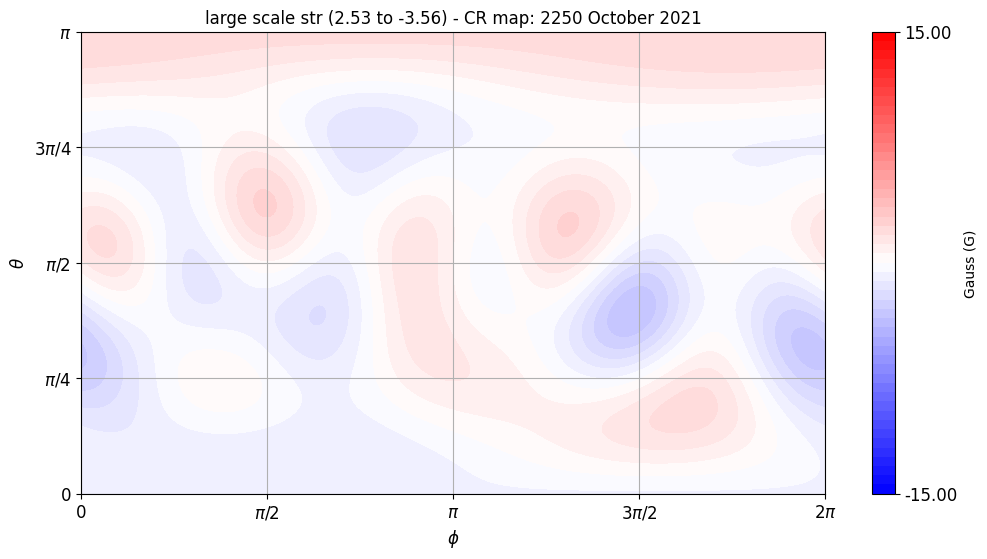 large scale str (2.53 to -3.56) - CR map: 2250 October 2021
π
3π/4
π/2
π/4
0
θ
0
π/2
π
3π/2
2π
ϕ
15.00
-15.00
Gauss (G)